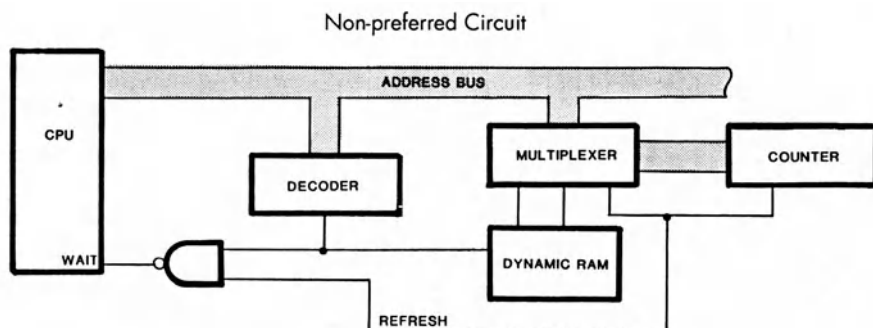 Non-preferred Circuit
ADDRESS BUS
CPU
MULTIPLEXER
COUNTER
DECODER
WAIT
DYNAMIC RAM
REFRESH